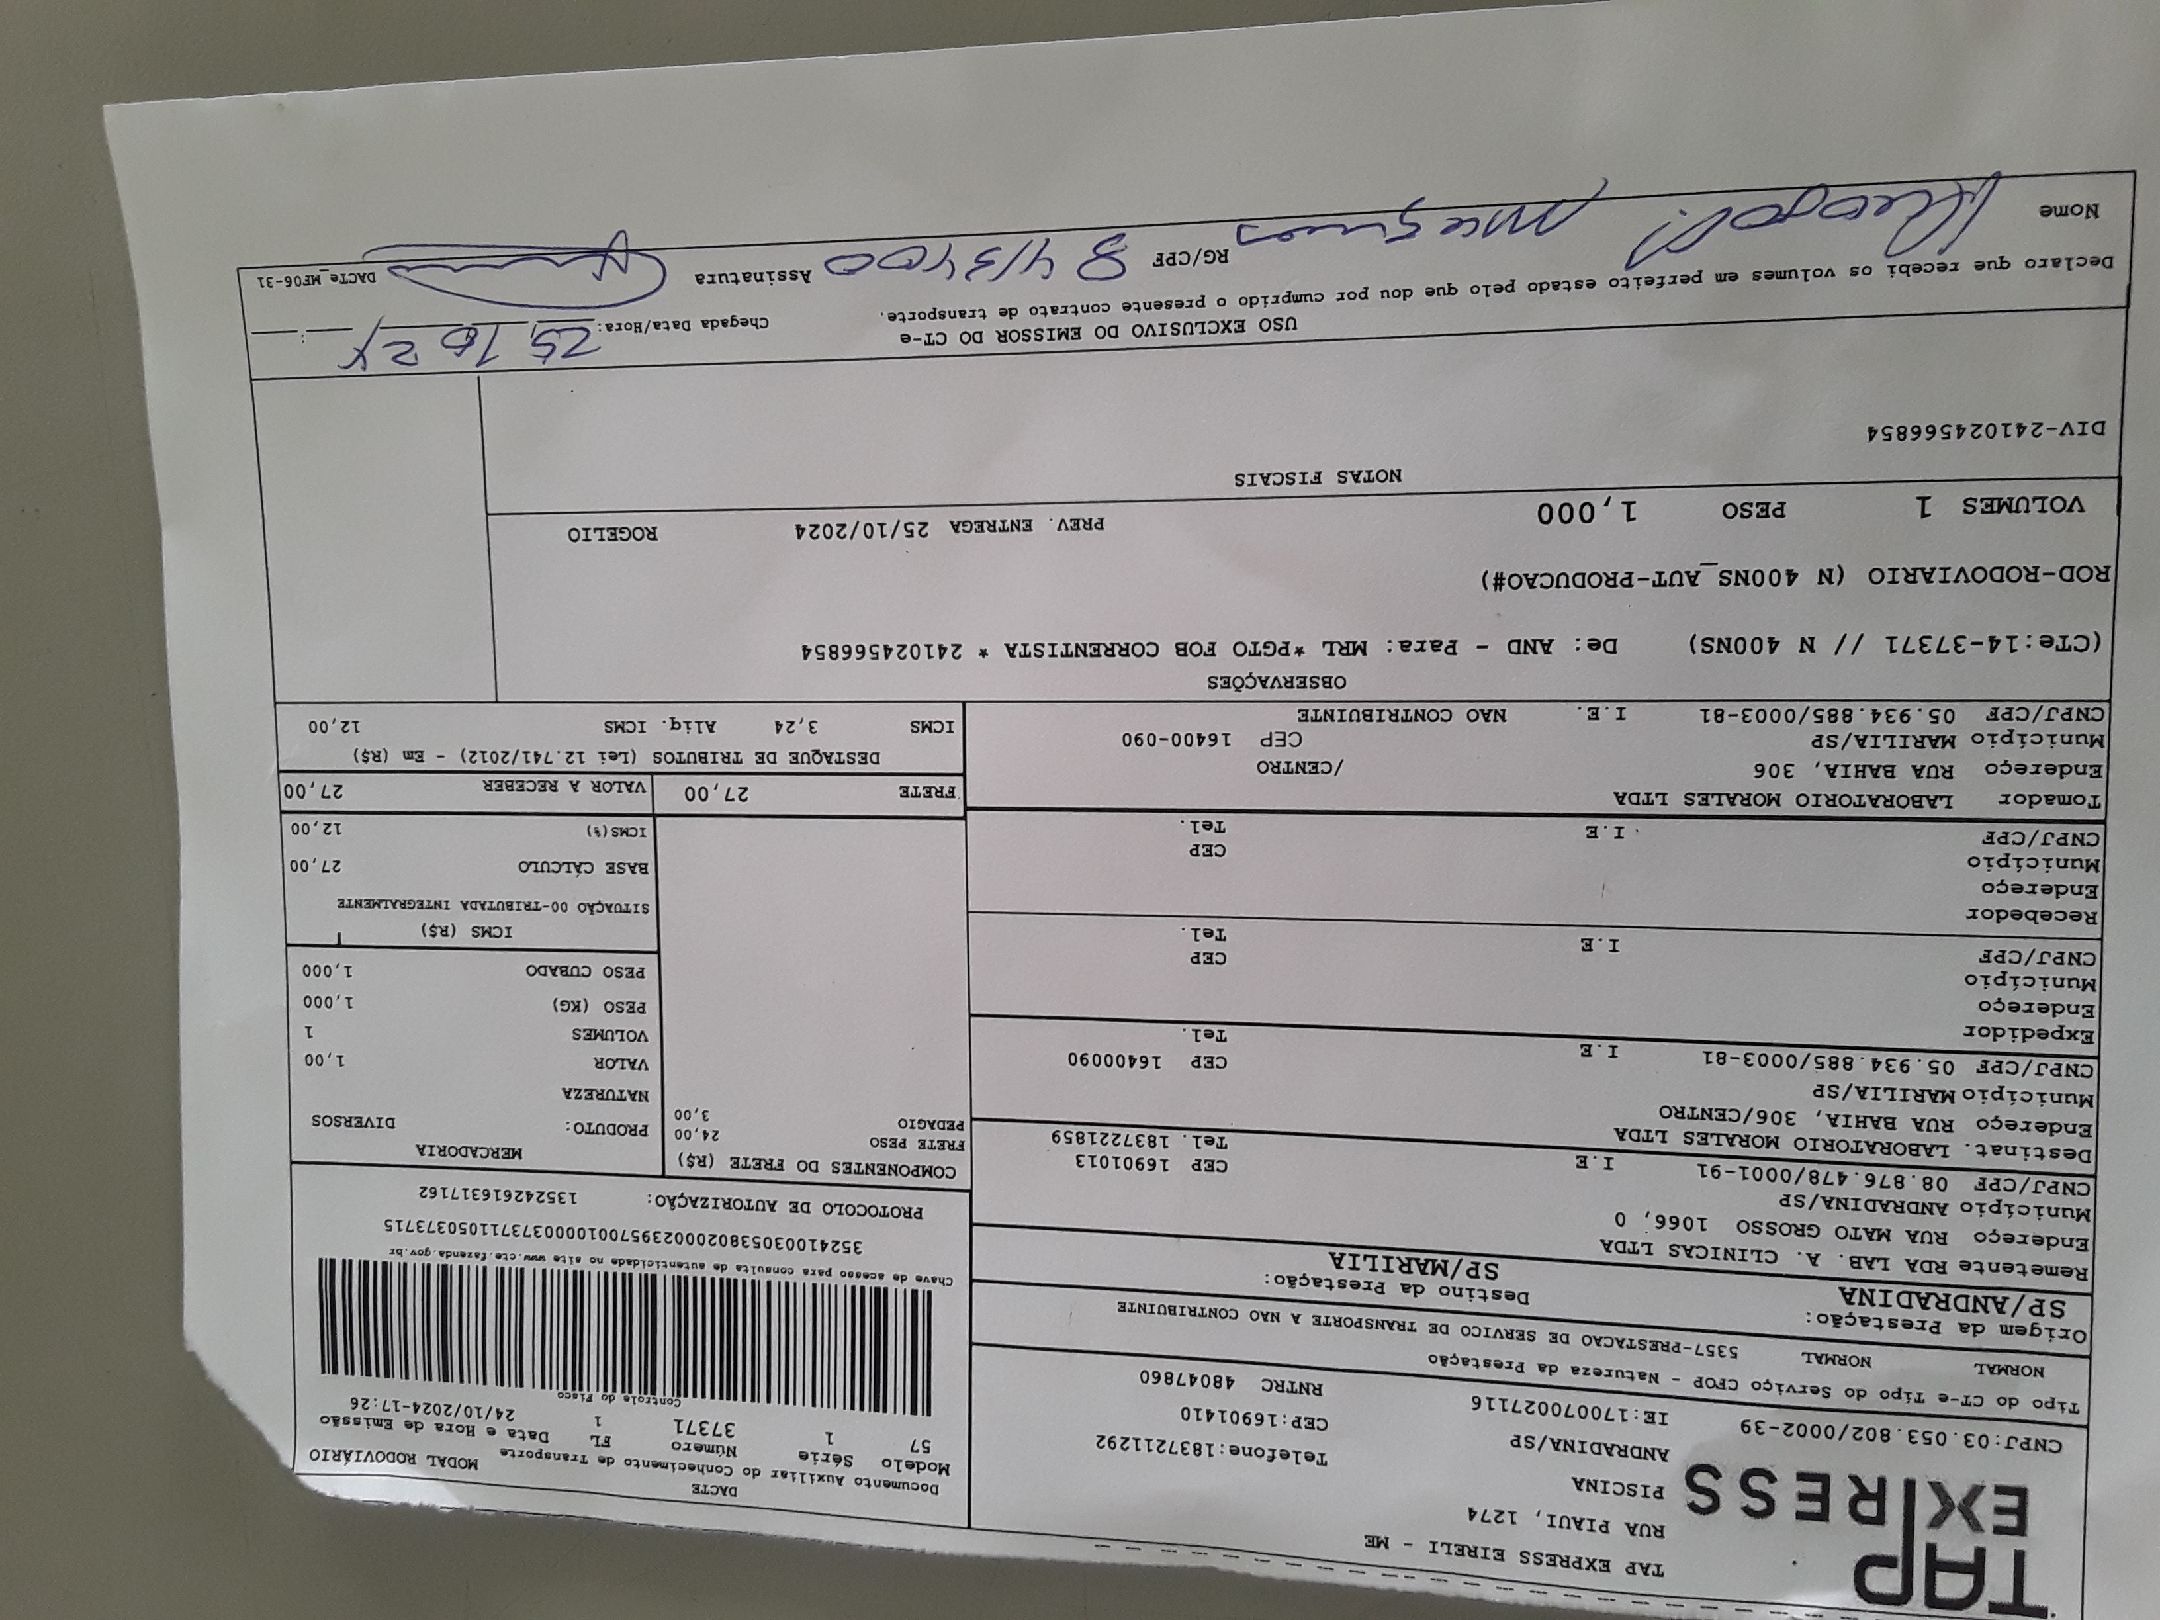 TAP
EXPRESS
TAP EXPRESS EIRELI - ME
RUA PIAUI, 1274
PISCINA
ANDRADINA/SP Telefone:1837211292
CEP:16901410
CNPJ:03.053.802/0002-39 IE:170070027116 RNTRC 48047860
DACTE
Documento Auxiliar do Conhecimento de Transporte MODAL RODOVIÁRIO
Modelo Série Número FL Data e Hora de Emissão
57 1 37371 1 24/10/2024-17:26
Controle do Fisco
Chave de acesso para consulta de autenticidade no site www.cte.fazenda.gov.br
35241003053802000239570010000373711050373715
PROTOCOLO DE AUTORIZAÇÃO: 135242616317162
Tipo do CT-e Tipo do Serviço CFOP - Natureza da Prestação
NORMAL NORMAL 5357-PRESTACAO DE SERVICO DE TRANSPORTE A NAO CONTRIBUINTE
Origem da Prestação: Destino da Prestação:
SP/ANDRADINA SP/MARILIA
Remetente RDA LAB. A. CLINICAS LTDA
Endereço RUA MATO GROSSO 1066, 0
Município ANDRADINA/SP CEP 16901013
CNPJ/CPF 08.876.478/0001-91 I.E Tel. 1837221859
Destinat. LABORATORIO MORALES LTDA
Endereço RUA BAHIA, 306/CENTRO
Município MARILIA/SP CEP 16400090
CNPJ/CPF 05.934.885/0003-81 I.E Tel.
Expedidor
Endereço
Município CEP
CNPJ/CPF I.E Tel.
Recebedor
Endereço
Município CEP
CNPJ/CPF I.E Tel.
Tomador LABORATORIO MORALES LTDA
Endereço RUA BAHIA, 306 /CENTRO
Município MARILIA/SP CEP 16400-090
CNPJ/CPF 05.934.885/0003-81 I.E. NAO CONTRIBUINTE
COMPONENTES DO FRETE (R$)
FRETE PESO 24,00
PEDAGIO 3,00
MERCADORIA
PRODUTO: DIVERSOS
NATUREZA
VALOR 1,00
VOLUMES 1
PESO (KG) 1,000
PESO CUBADO 1,000
ICMS (R$)
SITUAÇÃO 00-TRIBUTADA INTEGRALMENTE
BASE CÁLCULO 27,00
ICMS(%) 12,00
FRETE 27,00 VALOR A RECEBER 27,00
DESTAQUE DE TRIBUTOS (Lei 12.741/2012) - Em (R$)
ICMS 3,24 Aliq. ICMS 12,00
OBSERVAÇÕES
(CTe:14-37371 // N 400NS) De: AND - Para: MRL *PGTO FOB CORRENTISTA * 241024566854
ROD-RODOVIARIO (N 400NS_AUT-PRODUCAO#)
VOLUMES 1 PESO 1,000 PREV. ENTREGA 25/10/2024 ROGELIO
NOTAS FISCAIS
DIV-241024566854
USO EXCLUSIVO DO EMISSOR DO CT-e
Declaro que recebi os volumes em perfeito estado pelo que dou por cumprido o presente contrato de transporte.
Chegada Data/Hora: 25 10 24 :
Nome RG/CPF Assinatura DACTe_MF06-31